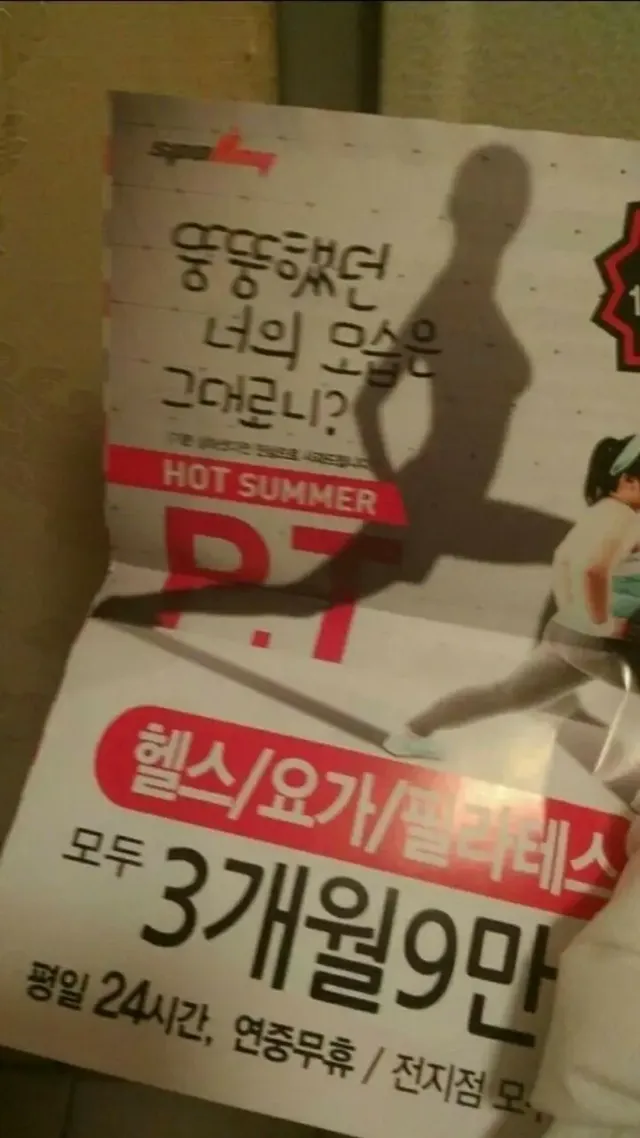 뚱뚱했던
너의 모습은
그대로니?
HOT SUMMER
P.T
헬스/요가/필라테스
모두 3개월9만
평일 24시간, 연중무휴 / 전지점 모